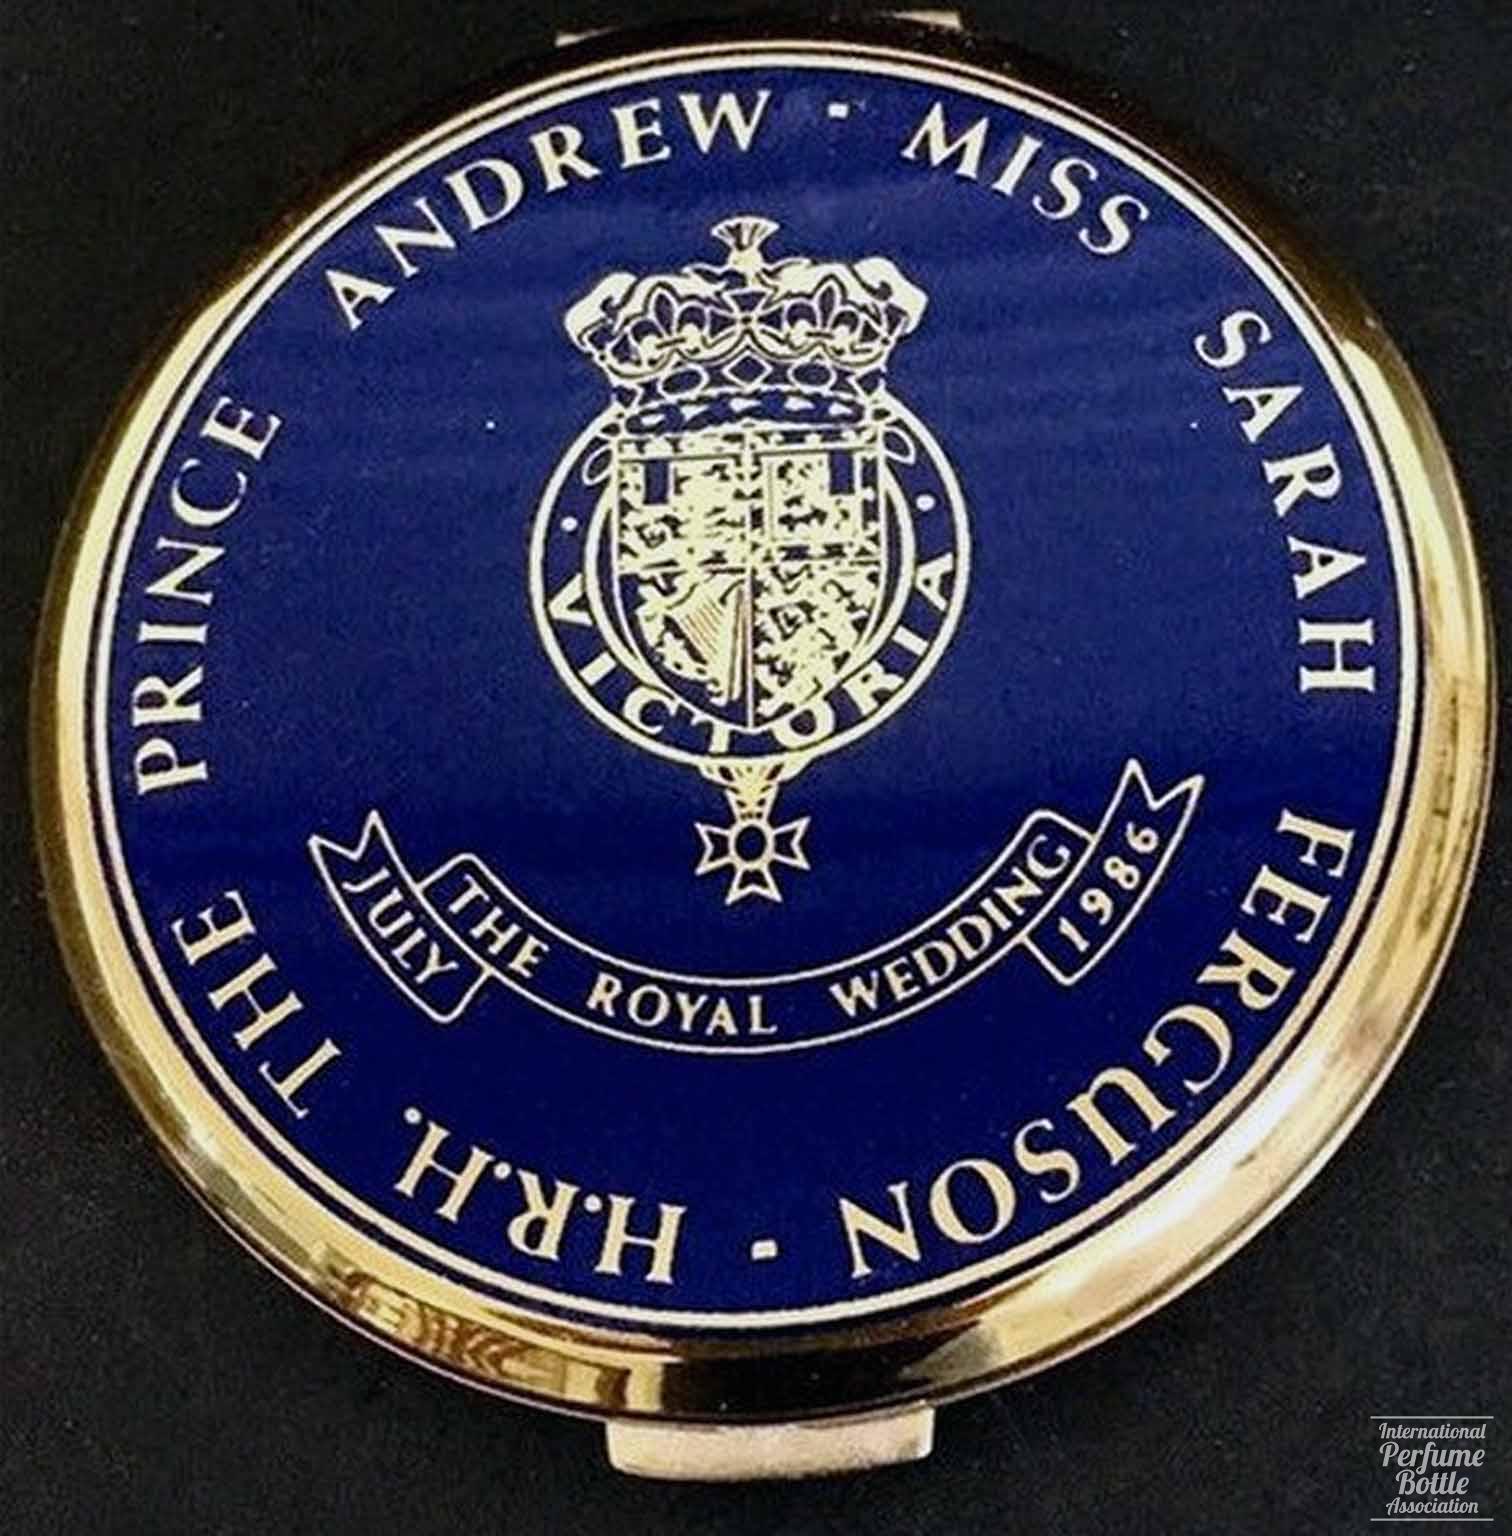 H.R.H. THE PRINCE ANDREW · MISS SARAH FERGUSON ·
VICTORIA
JULY THE ROYAL WEDDING 1986
International
Perfume
Bottle
Association